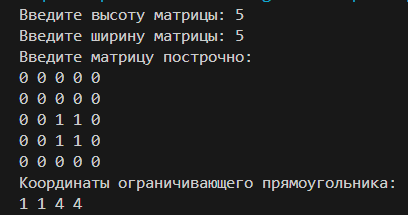 Введите высоту матрицы: 5
Введите ширину матрицы: 5
Введите матрицу построчно:
0 0 0 0 0
0 0 0 0 0
0 0 1 1 0
0 0 1 1 0
0 0 0 0 0
Координаты ограничивающего прямоугольника:
1 1 4 4